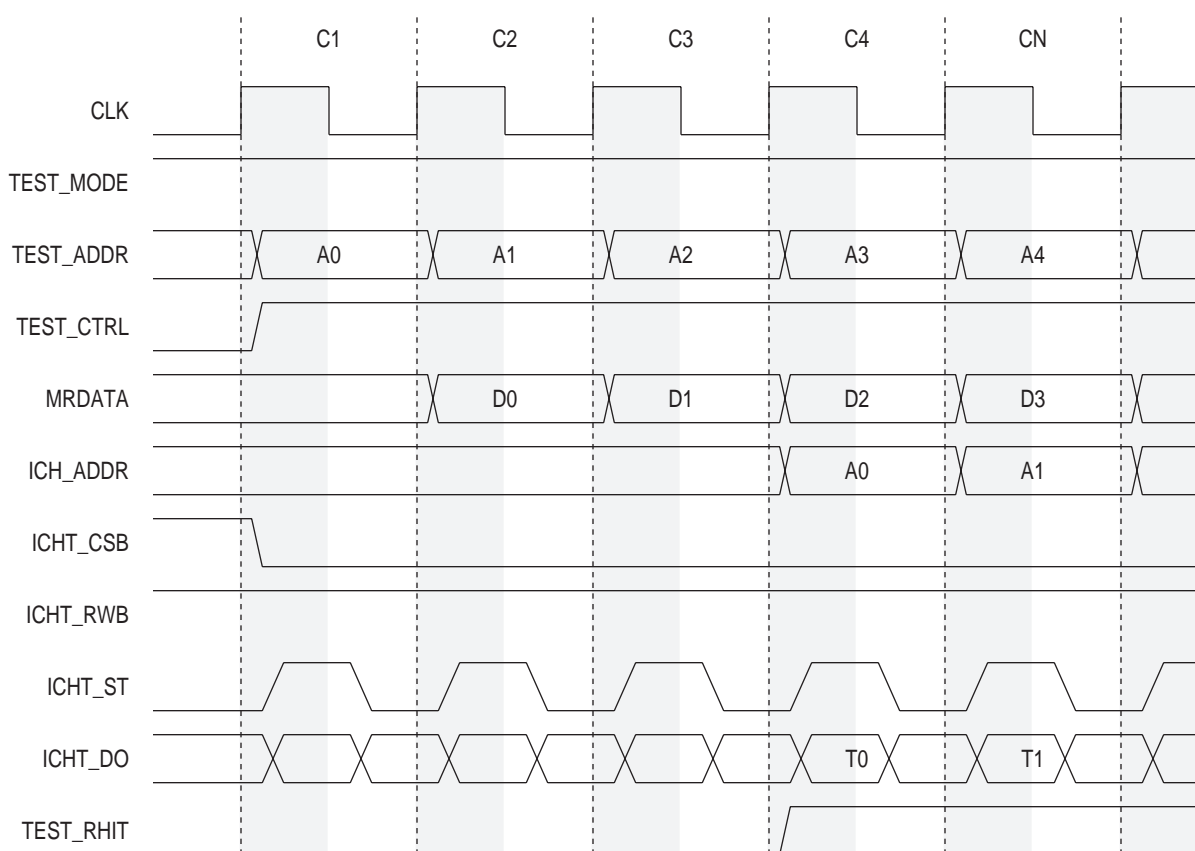 C1 C2 C3 C4 CN
CLK
TEST_MODE
TEST_ADDR A0 A1 A2 A3 A4
TEST_CTRL
MRDATA D0 D1 D2 D3
ICH_ADDR A0 A1
ICHT_CSB
ICHT_RWB
ICHT_ST
ICHT_DO T0 T1
TEST_RHIT